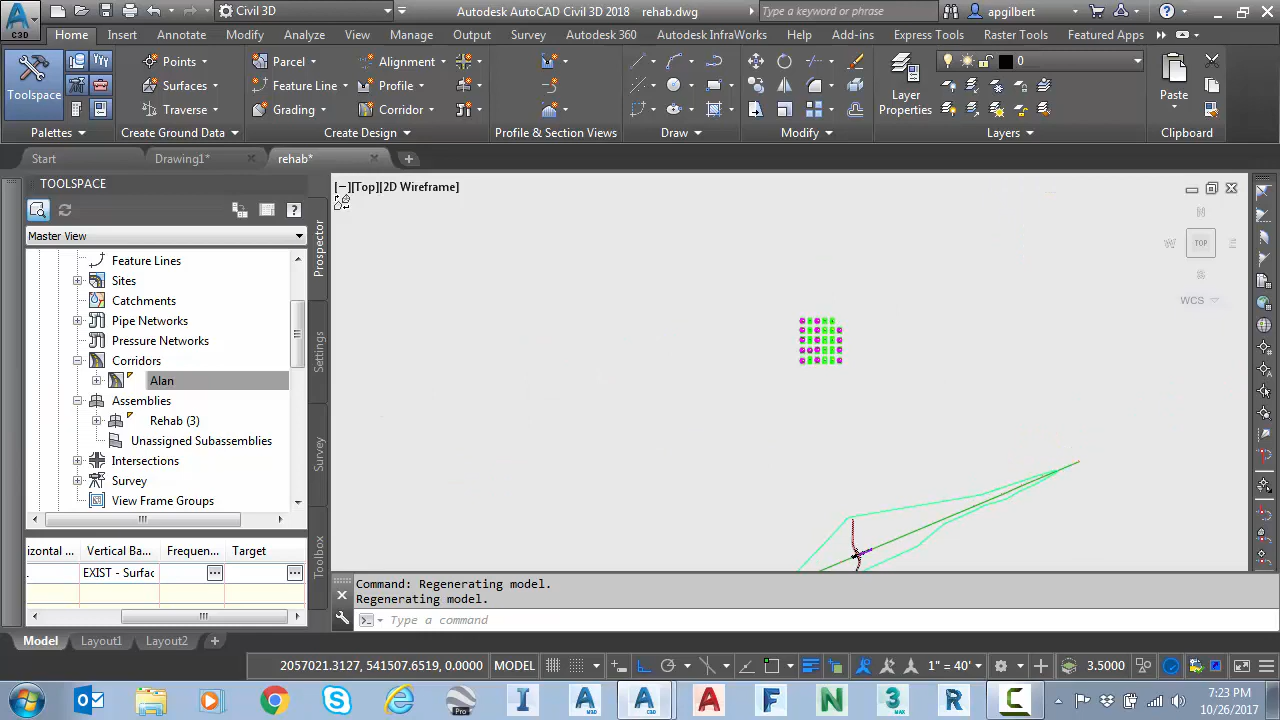 C3D
Civil 3D
Autodesk AutoCAD Civil 3D 2018 rehab.dwg
Type a keyword or phrase
apgilbert
Home Insert Annotate Modify Analyze View Manage Output Survey Autodesk 360 Autodesk InfraWorks Help Add-ins Express Tools Raster Tools Featured Apps
Toolspace
Points
Surfaces
Traverse
Parcel
Feature Line
Grading
Alignment
Profile
Corridor
Layer
Properties
0
Paste
Palettes Create Ground Data Create Design Profile & Section Views Draw Modify Layers Clipboard
Start Drawing1* rehab*
TOOLSPACE
Master View
Feature Lines
Sites
Catchments
Pipe Networks
Pressure Networks
Corridors
Alan
Assemblies
Rehab (3)
Unassigned Subassemblies
Intersections
Survey
View Frame Groups
Prospector
Settings
Survey
Toolbox
izontal ... Vertical Ba... Frequen... Target
EXIST - Surfac
[−][Top][2D Wireframe]
N
W TOP E
S
WCS
Command: Regenerating model.
Regenerating model.
Type a command
Model Layout1 Layout2
2057021.3127, 541507.6519, 0.0000 MODEL 1" = 40' 3.5000
Pro
7:23 PM
10/26/2017